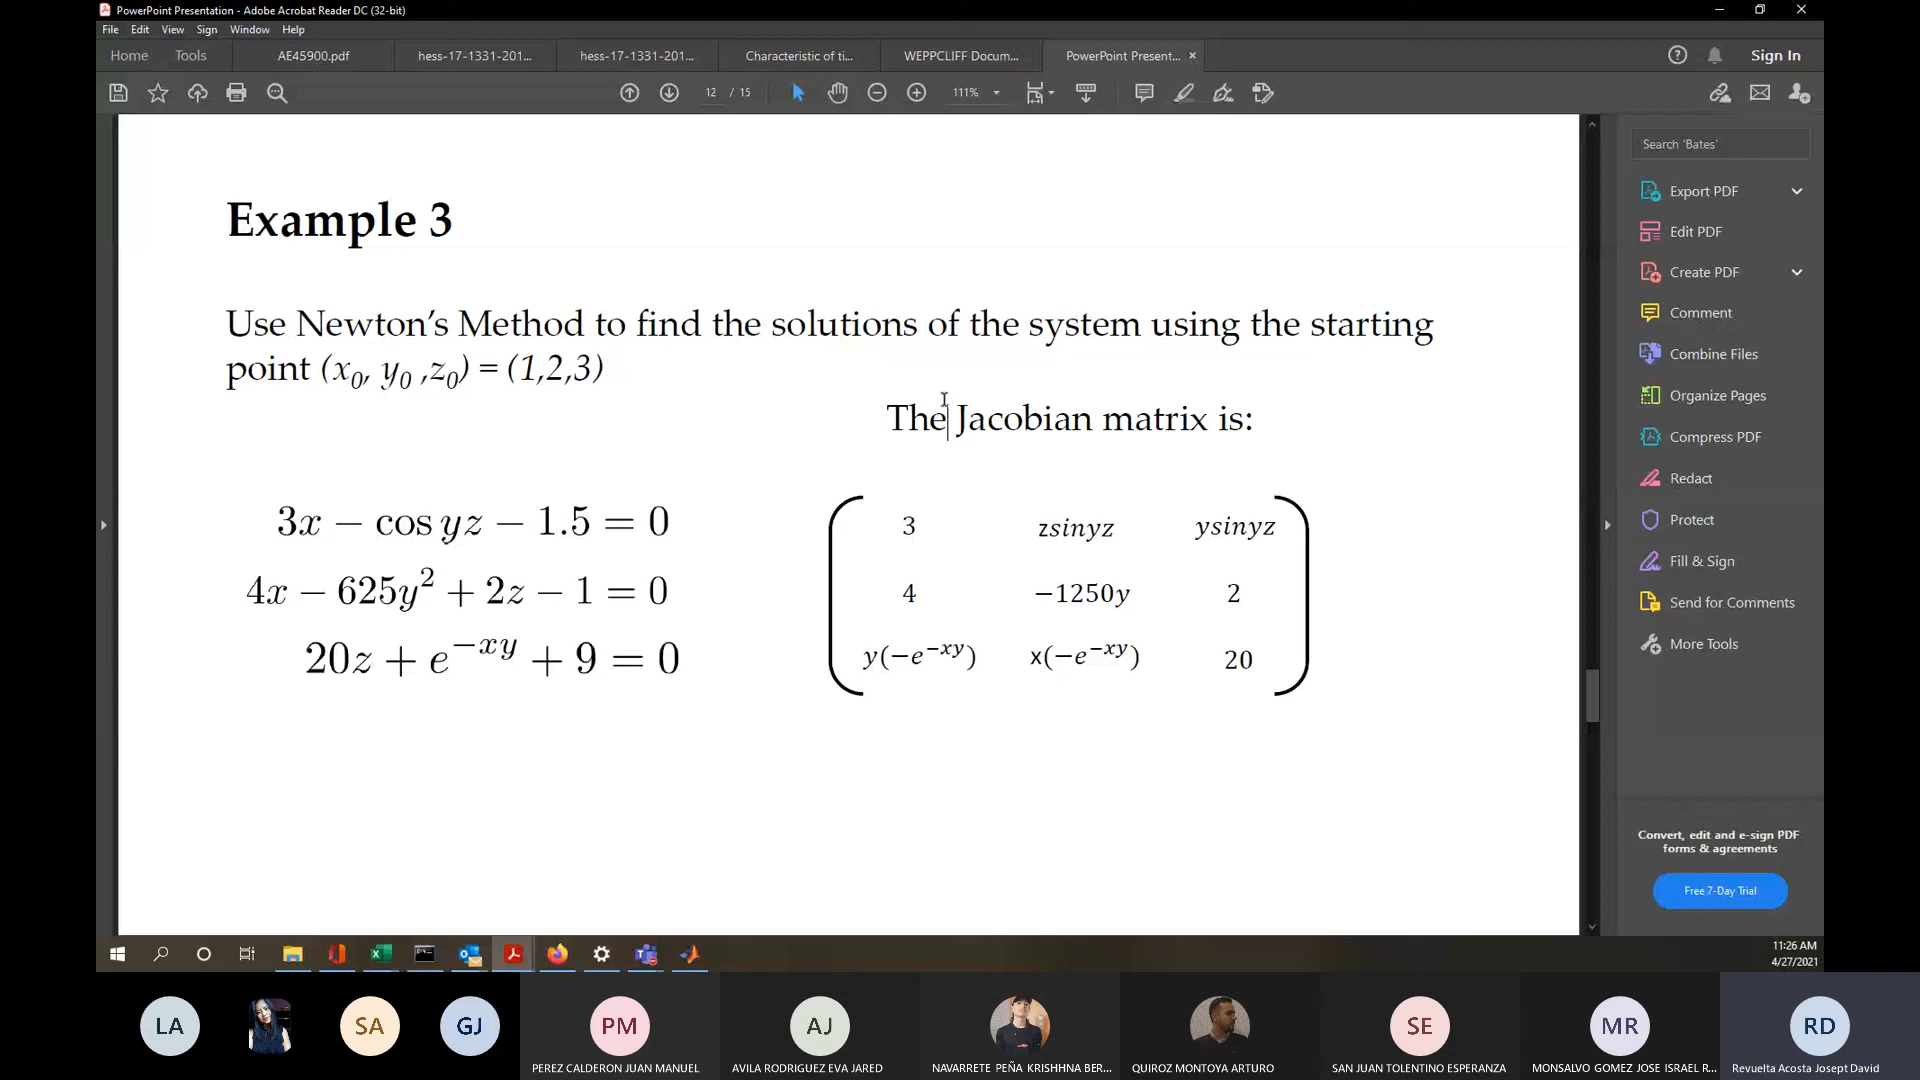 PowerPoint Presentation - Adobe Acrobat Reader DC (32-bit)
File Edit View Sign Window Help
Home Tools AE45900.pdf hess-17-1331-201... hess-17-1331-201... Characteristic of ti... WEPPCLIFF Docum... PowerPoint Present... × Sign In
12 / 15 111%
Search 'Bates'
Export PDF
Edit PDF
Create PDF
Comment
Combine Files
Organize Pages
Compress PDF
Redact
Protect
Fill & Sign
Send for Comments
More Tools
Convert, edit and e-sign PDF
forms & agreements
Free 7-Day Trial
Example 3
Use Newton's Method to find the solutions of the system using the starting
point (x₀, y₀ ,z₀) = (1,2,3)
The Jacobian matrix is:
3x − cos yz − 1.5 = 0
4x − 625y² + 2z − 1 = 0
20z + e^{−xy} + 9 = 0
3 zsinyz ysinyz
4 −1250y 2
y(−e^{−xy}) x(−e^{−xy}) 20
11:26 AM
4/27/2021
LA SA GJ PM AJ SE MR RD
PEREZ CALDERON JUAN MANUEL AVILA RODRIGUEZ EVA JARED NAVARRETE PEÑA KRISHHNA BER... QUIROZ MONTOYA ARTURO SAN JUAN TOLENTINO ESPERANZA MONSALVO GOMEZ JOSE ISRAEL R... Revuelta Acosta Josept David